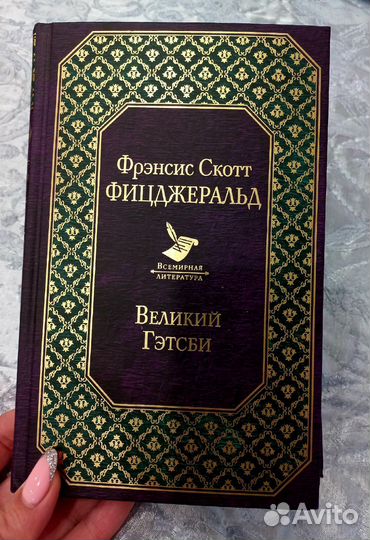 Фрэнсис Скотт
ФИЦДЖЕРАЛЬД
Всемирная
литература
Великий
Гэтсби
Avito